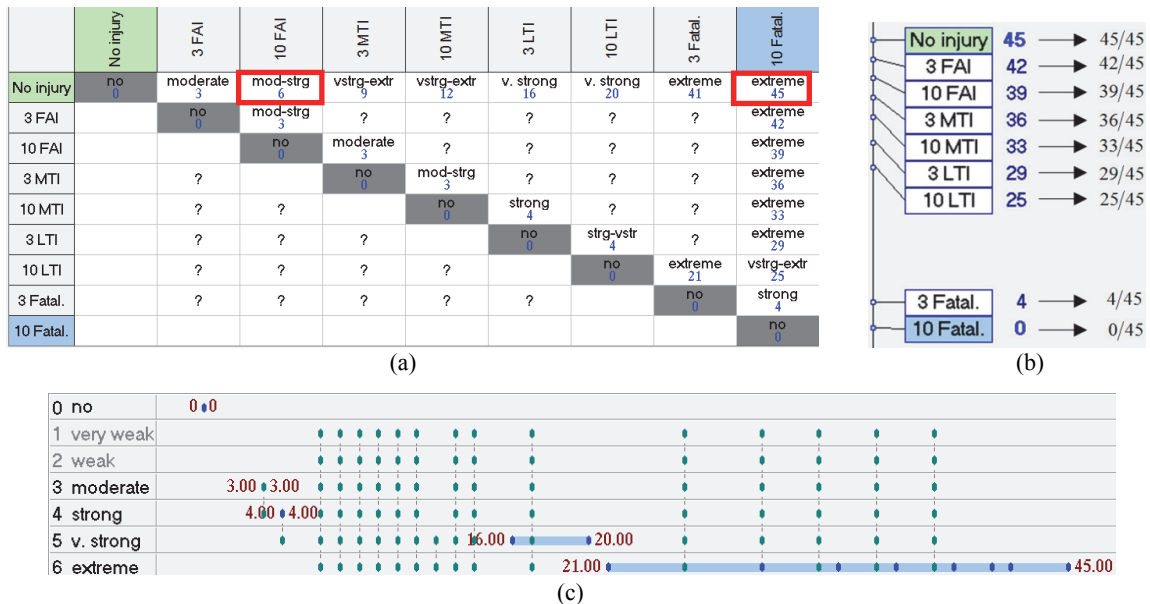 No injury 3 FAI 10 FAI 3 MTI 10 MTI 3 LTI 10 LTI 3 Fatal. 10 Fatal.
No injury no moderate mod-strg vstrg-extr vstrg-extr v. strong v. strong extreme extreme
0 3 6 9 12 16 20 41 45
3 FAI no mod-strg ? ? ? ? ? extreme
0 3 42
10 FAI no moderate ? ? ? ? extreme
0 3 39
3 MTI ? no mod-strg ? ? ? extreme
0 3 36
10 MTI ? ? no strong ? ? extreme
0 4 33
3 LTI ? ? ? no strg-vstr ? extreme
0 4 29
10 LTI ? ? ? ? no extreme vstrg-extr
0 21 25
3 Fatal. ? ? ? ? ? no strong
0 4
10 Fatal. no
0
(a)
No injury 45 45/45
3 FAI 42 42/45
10 FAI 39 39/45
3 MTI 36 36/45
10 MTI 33 33/45
3 LTI 29 29/45
10 LTI 25 25/45
3 Fatal. 4 4/45
10 Fatal. 0 0/45
(b)
0 no 0 0
1 very weak
2 weak
3 moderate 3.00 3.00
4 strong 4.00 4.00
5 v. strong 16.00 20.00
6 extreme 21.00 45.00
(c)